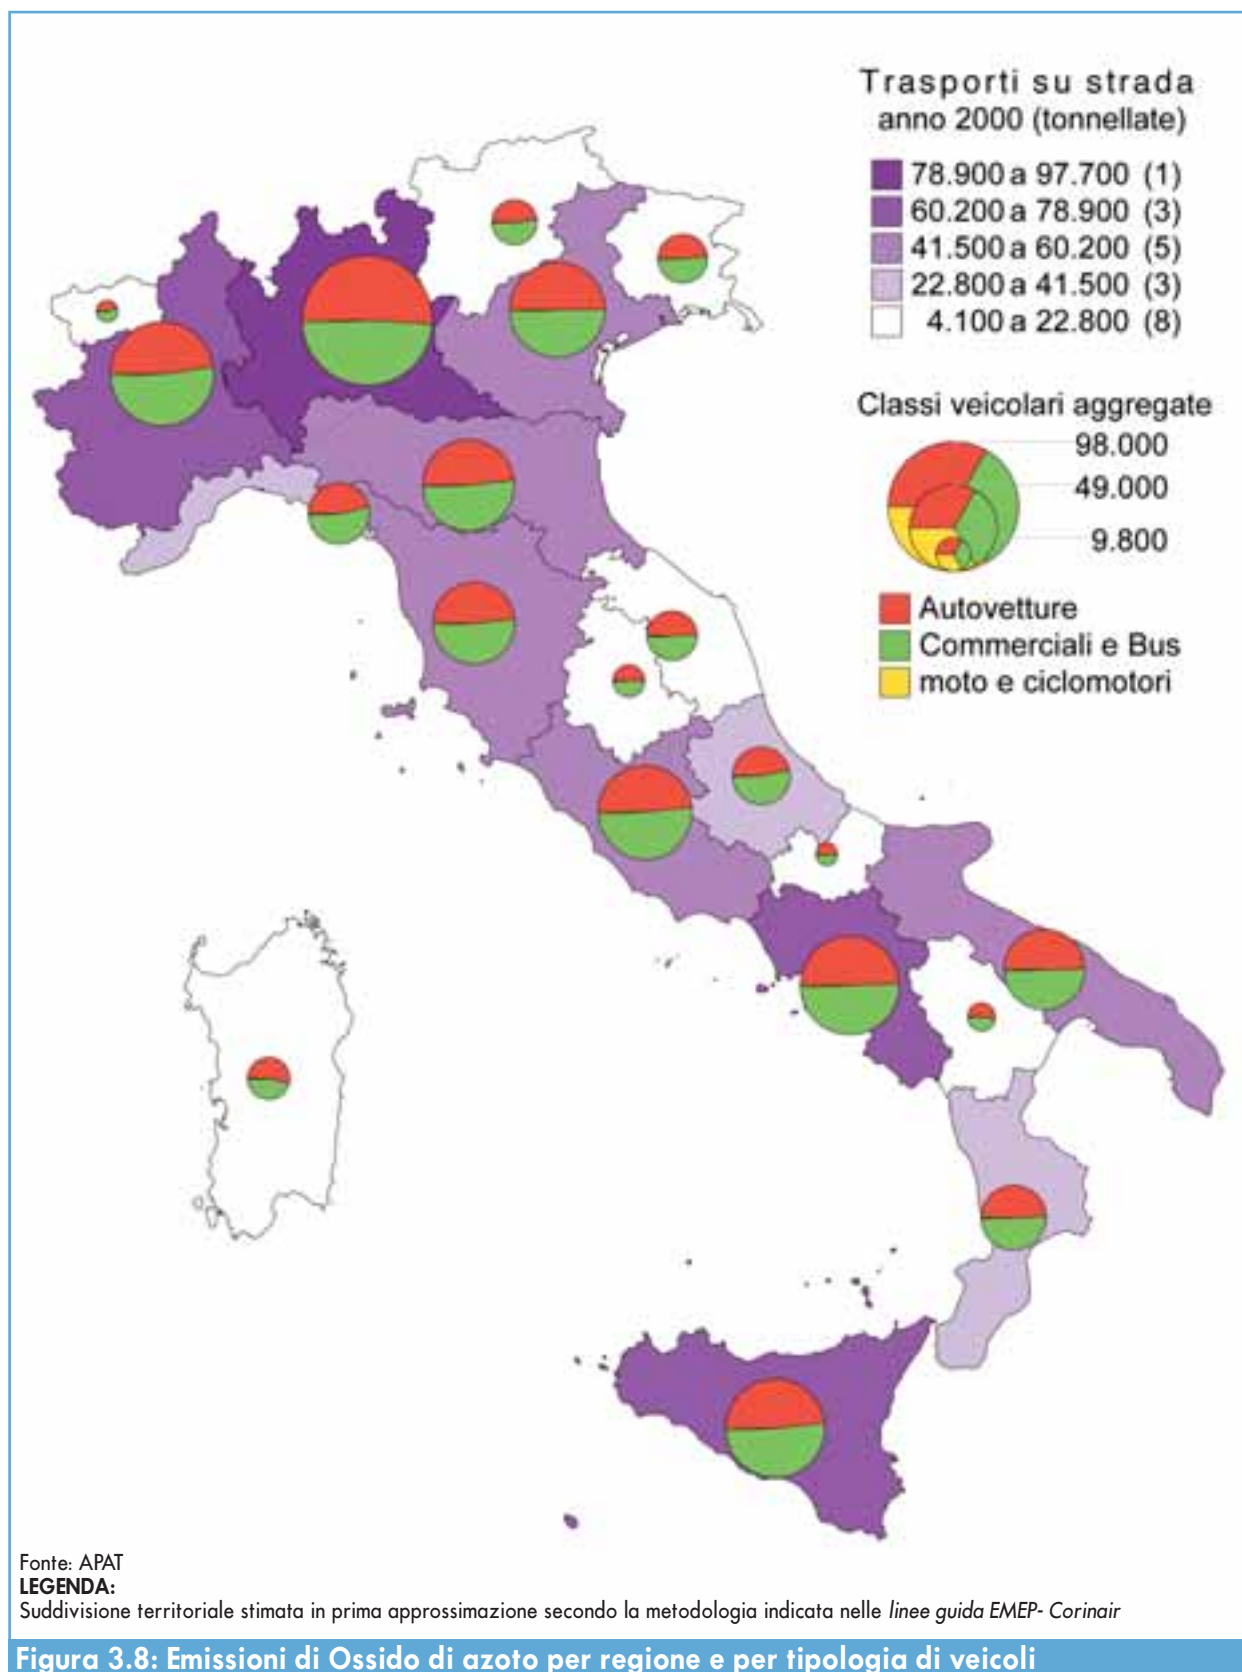 Trasporti su strada
anno 2000 (tonnellate)
78.900 a 97.700 (1)
60.200 a 78.900 (3)
41.500 a 60.200 (5)
22.800 a 41.500 (3)
4.100 a 22.800 (8)
Classi veicolari aggregate
98.000
49.000
9.800
Autovetture
Commerciali e Bus
moto e ciclomotori
Fonte: APAT
LEGENDA:
Suddivisione territoriale stimata in prima approssimazione secondo la metodologia indicata nelle linee guida EMEP- Corinair
Figura 3.8: Emissioni di Ossido di azoto per regione e per tipologia di veicoli